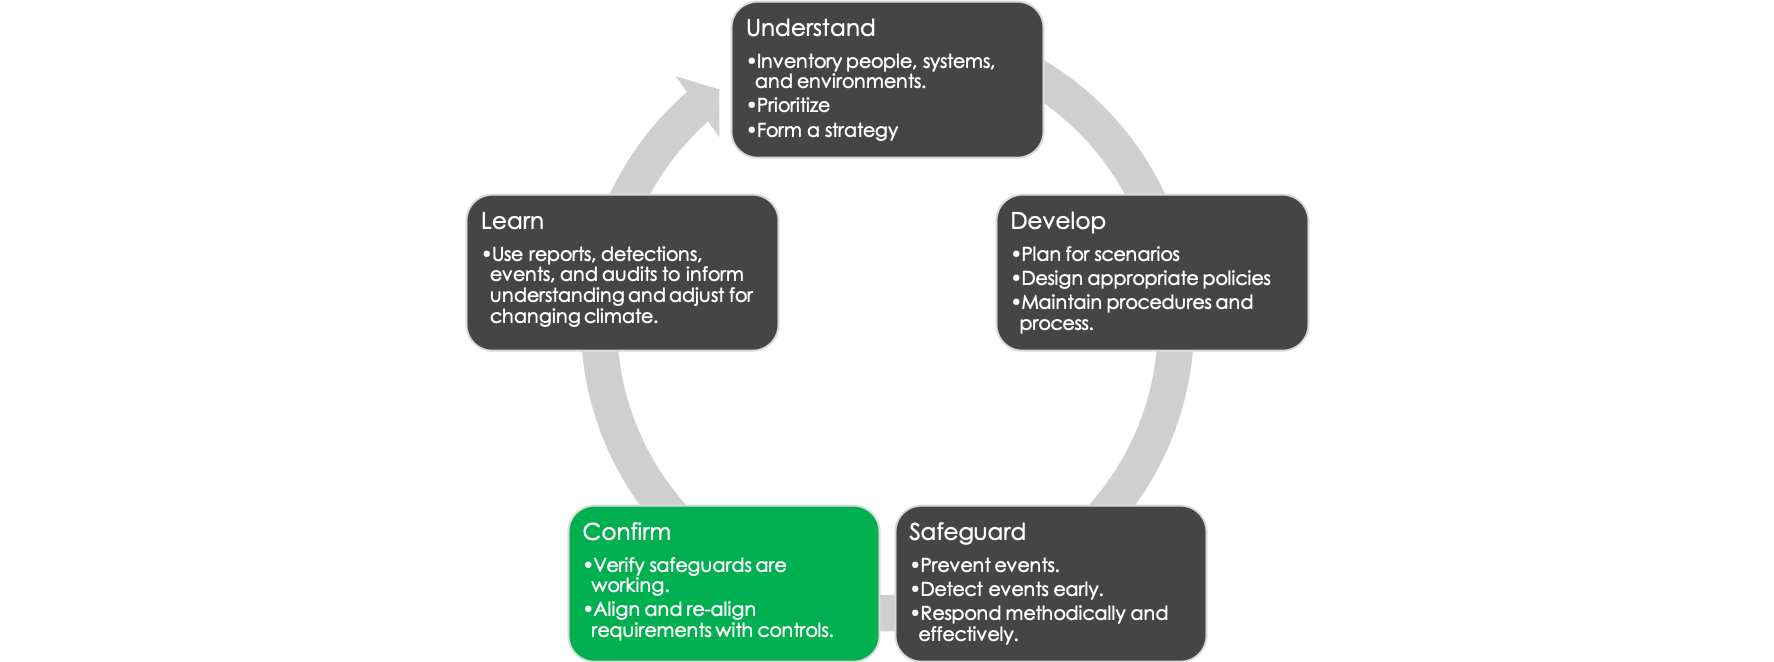 Understand
•Inventory people, systems,
and environments.
•Prioritize
•Form a strategy
Develop
•Plan for scenarios
•Design appropriate policies
•Maintain procedures and
process.
Safeguard
•Prevent events.
•Detect events early.
•Respond methodically and
effectively.
Confirm
•Verify safeguards are
working.
•Align and re-align
requirements with controls.
Learn
•Use reports, detections,
events, and audits to inform
understanding and adjust for
changing climate.